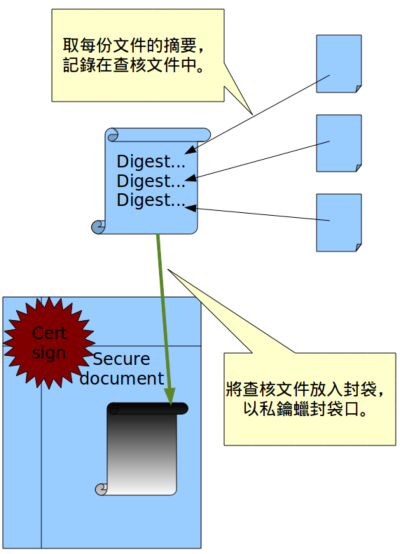 取每份文件的摘要，
記錄在查核文件中。
Digest...
Digest...
Digest...
Cert
sign
Secure
document
將查核文件放入封袋，
以私鑰蠟封袋口。